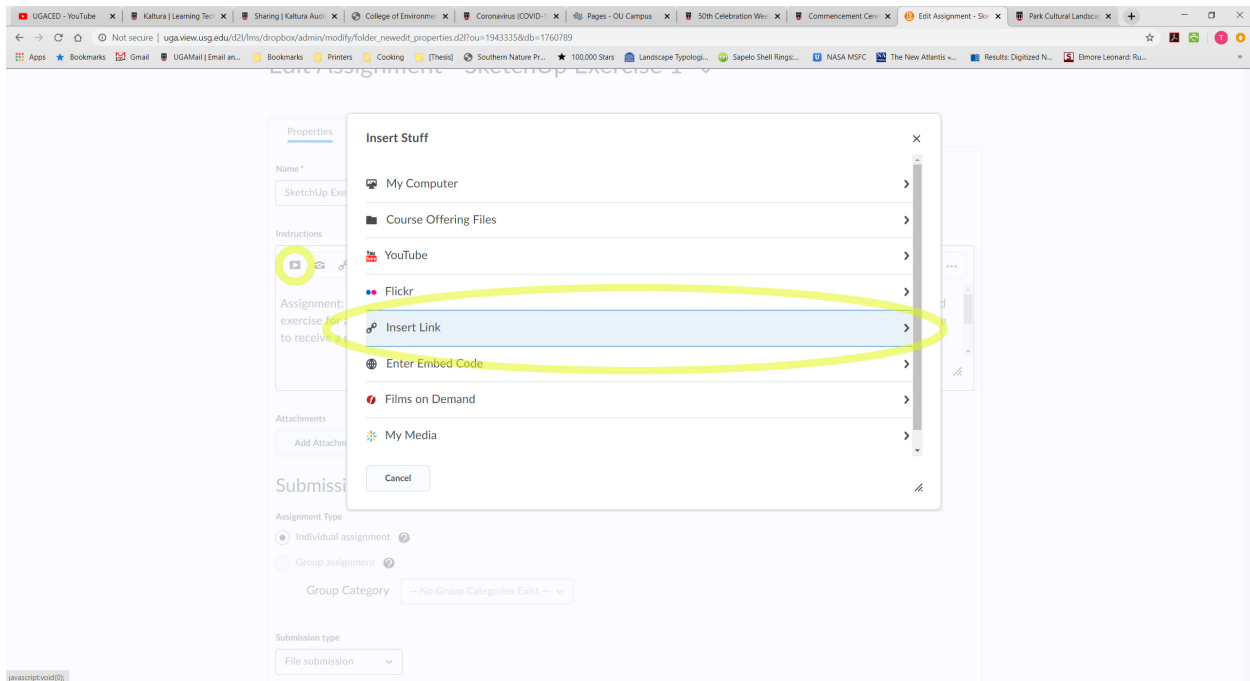 UGACED - YouTube Kaltura | Learning Tec Sharing | Kaltura Audi College of Environme Coronavirus (COVID-1 Pages - OU Campus 50th Celebration Wee Commencement Cere Edit Assignment - Ske Park Cultural Landsca
Not secure | uga.view.usg.edu/d2l/lms/dropbox/admin/modify/folder_newedit_properties.d2l?ou=1943335&db=1760789
Apps Bookmarks Gmail UGAMail | Email an... Bookmarks Printers Cooking [Thesis] Southern Nature Pr... 100,000 Stars Landscape Typologi... Sapelo Shell Rings:... NASA MSFC The New Atlantis »... Results: Digitized N... Elmore Leonard: Ru...
Edit Assignment - SketchUp Exercise 1
Properties
Insert Stuff
Name *
My Computer
SketchUp Exe
Course Offering Files
Instructions
YouTube
Flickr
Assignment:
exercise for a
Insert Link
to receive a
Enter Embed Code
Films on Demand
Attachments
My Media
Add Attachm
Cancel
Submissi
Assignment Type
Individual assignment
Group assignment
Group Category -- No Group Categories Exist --
Submission type
File submission
javascript:void(0);